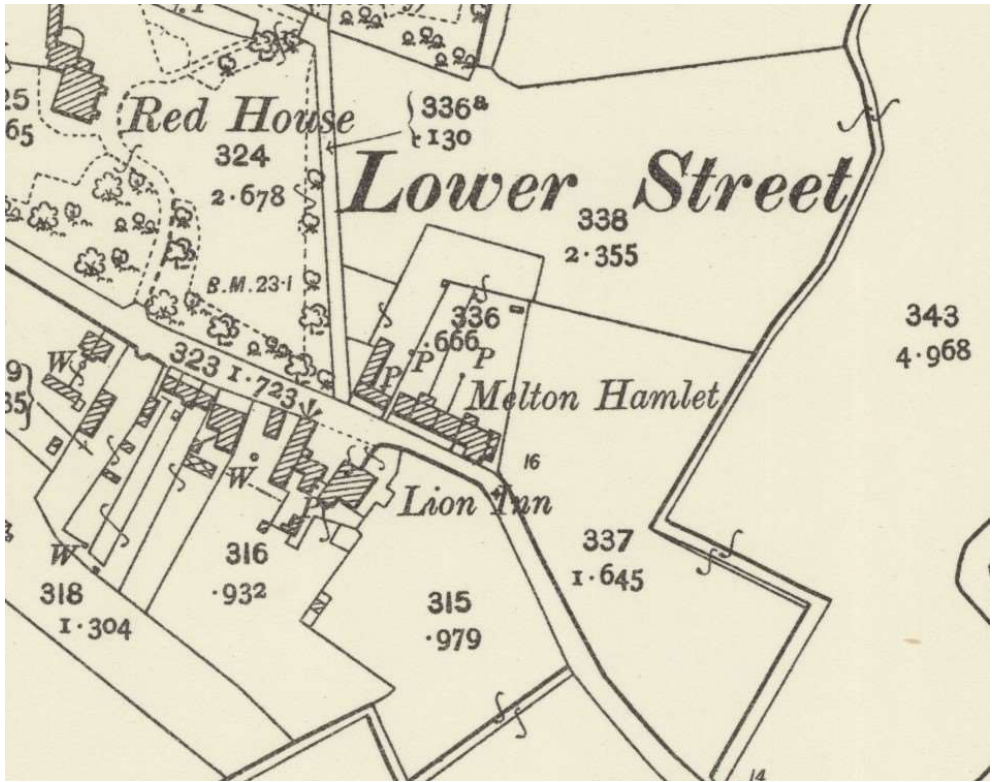 336a
·130
Red House
324
2·678
Lower Street
338
2·355
B.M.23·1
336
·666
P
P
P
343
4·968
323 1·723
W
Melton Hamlet
16
W
Lion Inn
P
W
316
·932
337
1·645
318
1·304
315
·979
14